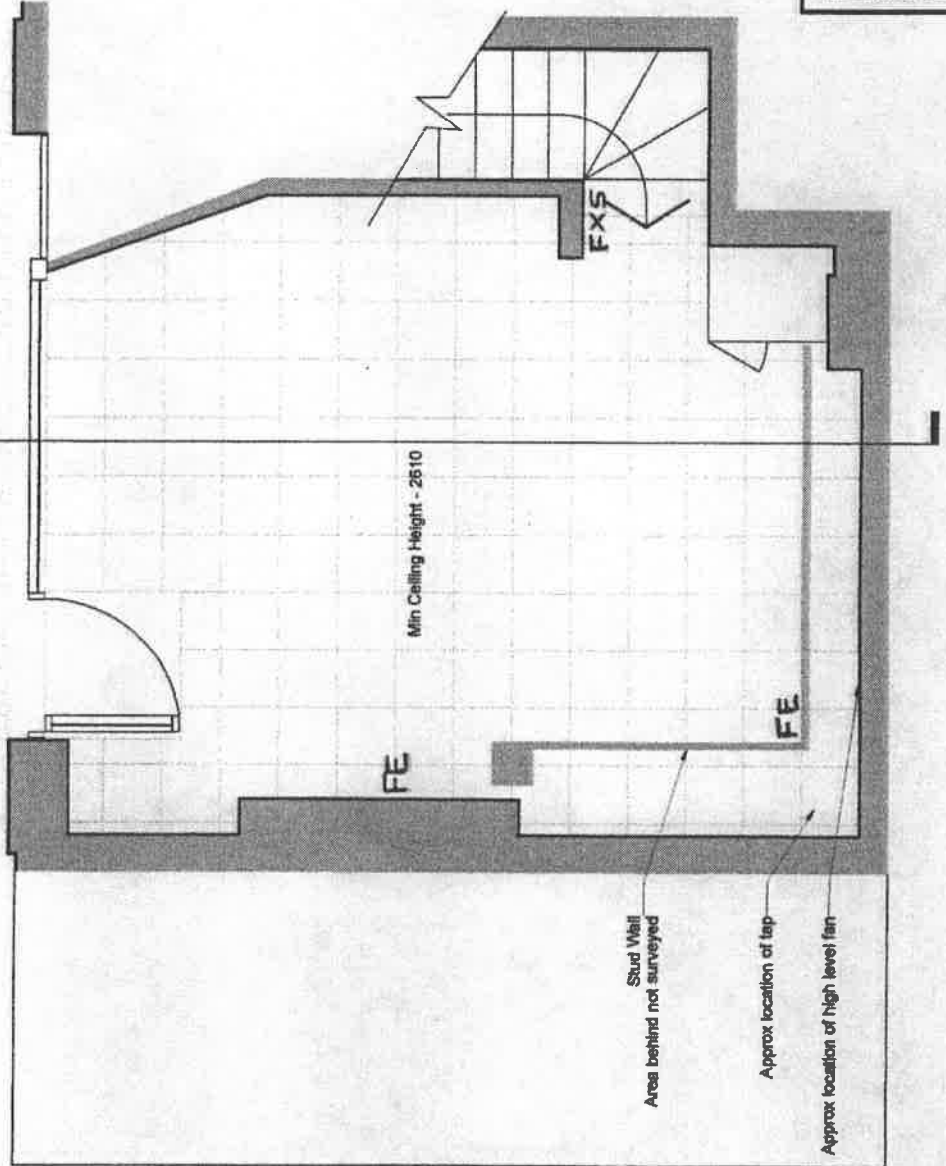 FXS
Min Ceiling Height - 2610
FE
FE
Stud Wall
Area behind not surveyed
Approx location of tap
Approx location of high level fan